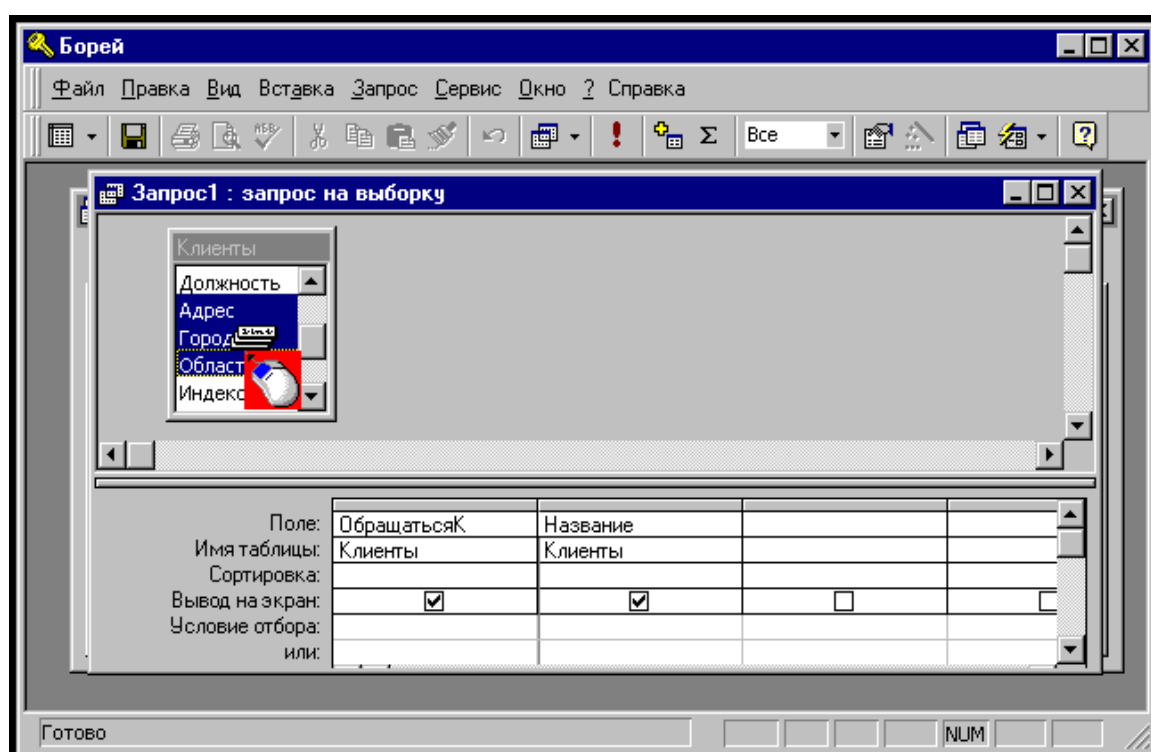 Борей
Файл Правка Вид Вставка Запрос Сервис Окно ? Справка
Все
Запрос1 : запрос на выборку
Клиенты
Должность
Адрес
Город
Област
Индекс
Поле: ОбращатьсяК Название
Имя таблицы: Клиенты Клиенты
Сортировка:
Вывод на экран:
Условие отбора:
или:
Готово NUM